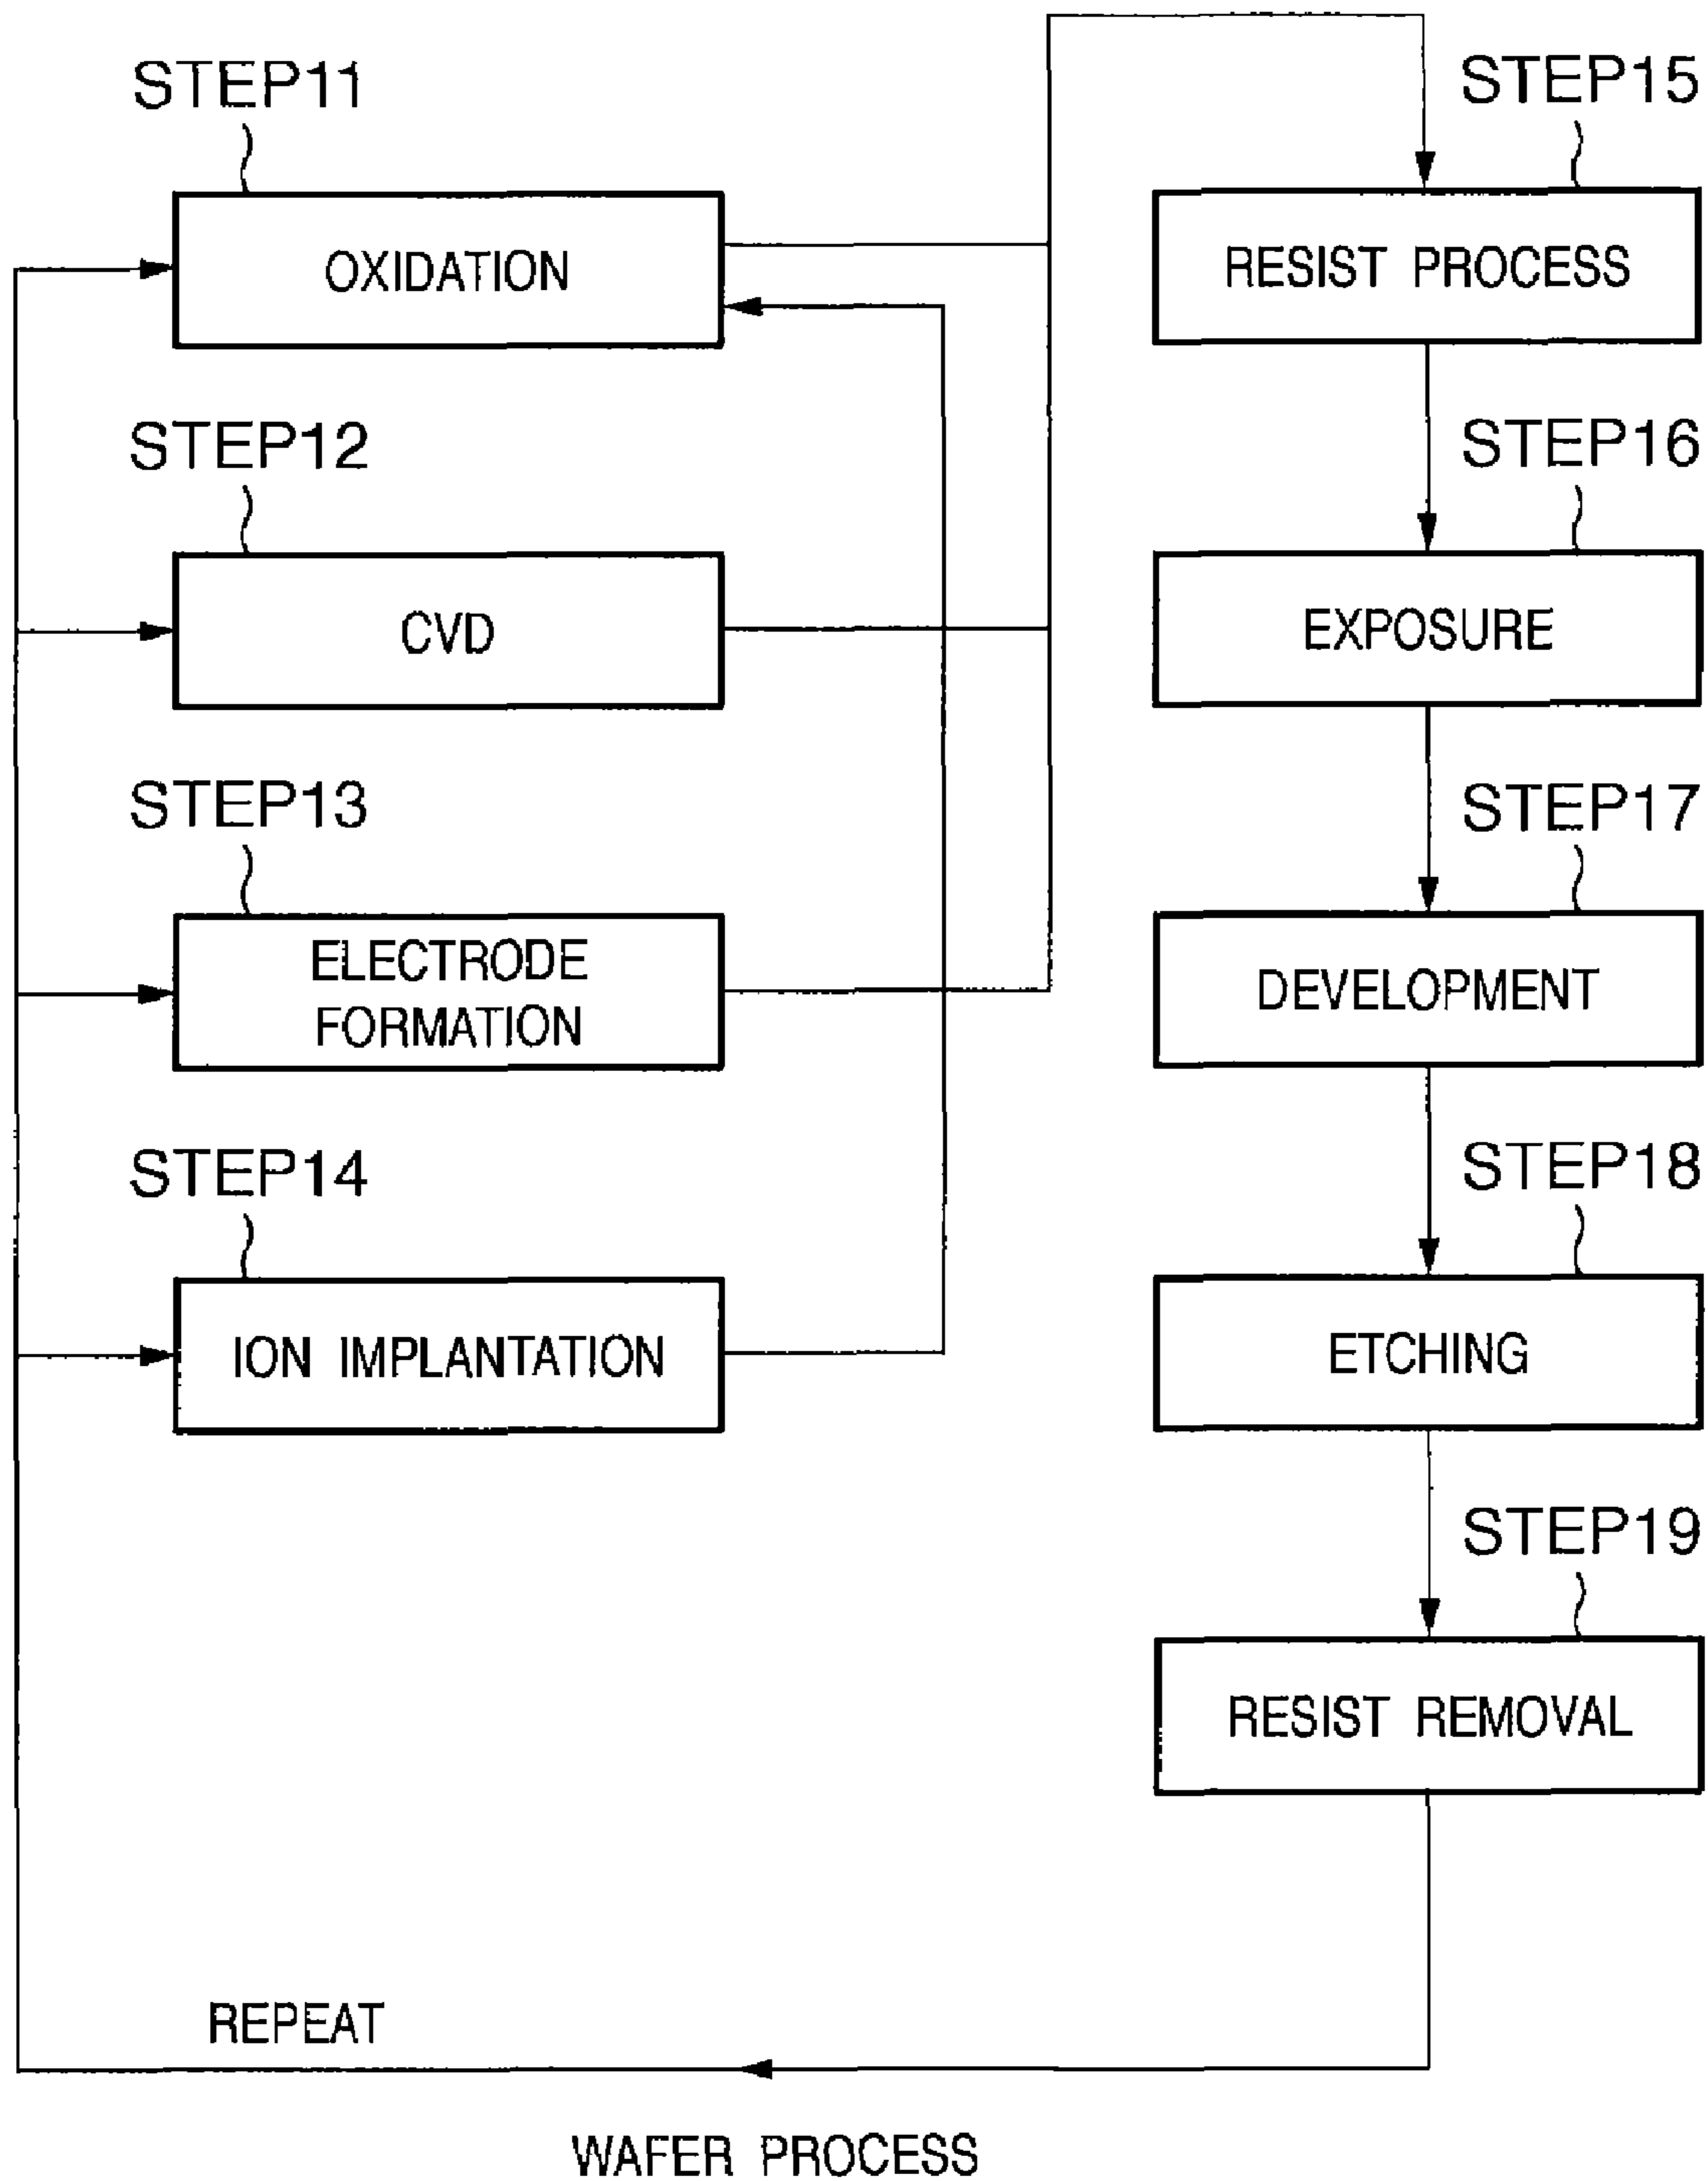 STEP11
OXIDATION
STEP12
CVD
STEP13
ELECTRODE
FORMATION
STEP14
ION IMPLANTATION
STEP15
RESIST PROCESS
STEP16
EXPOSURE
STEP17
DEVELOPMENT
STEP18
ETCHING
STEP19
RESIST REMOVAL
REPEAT
WAFER PROCESS